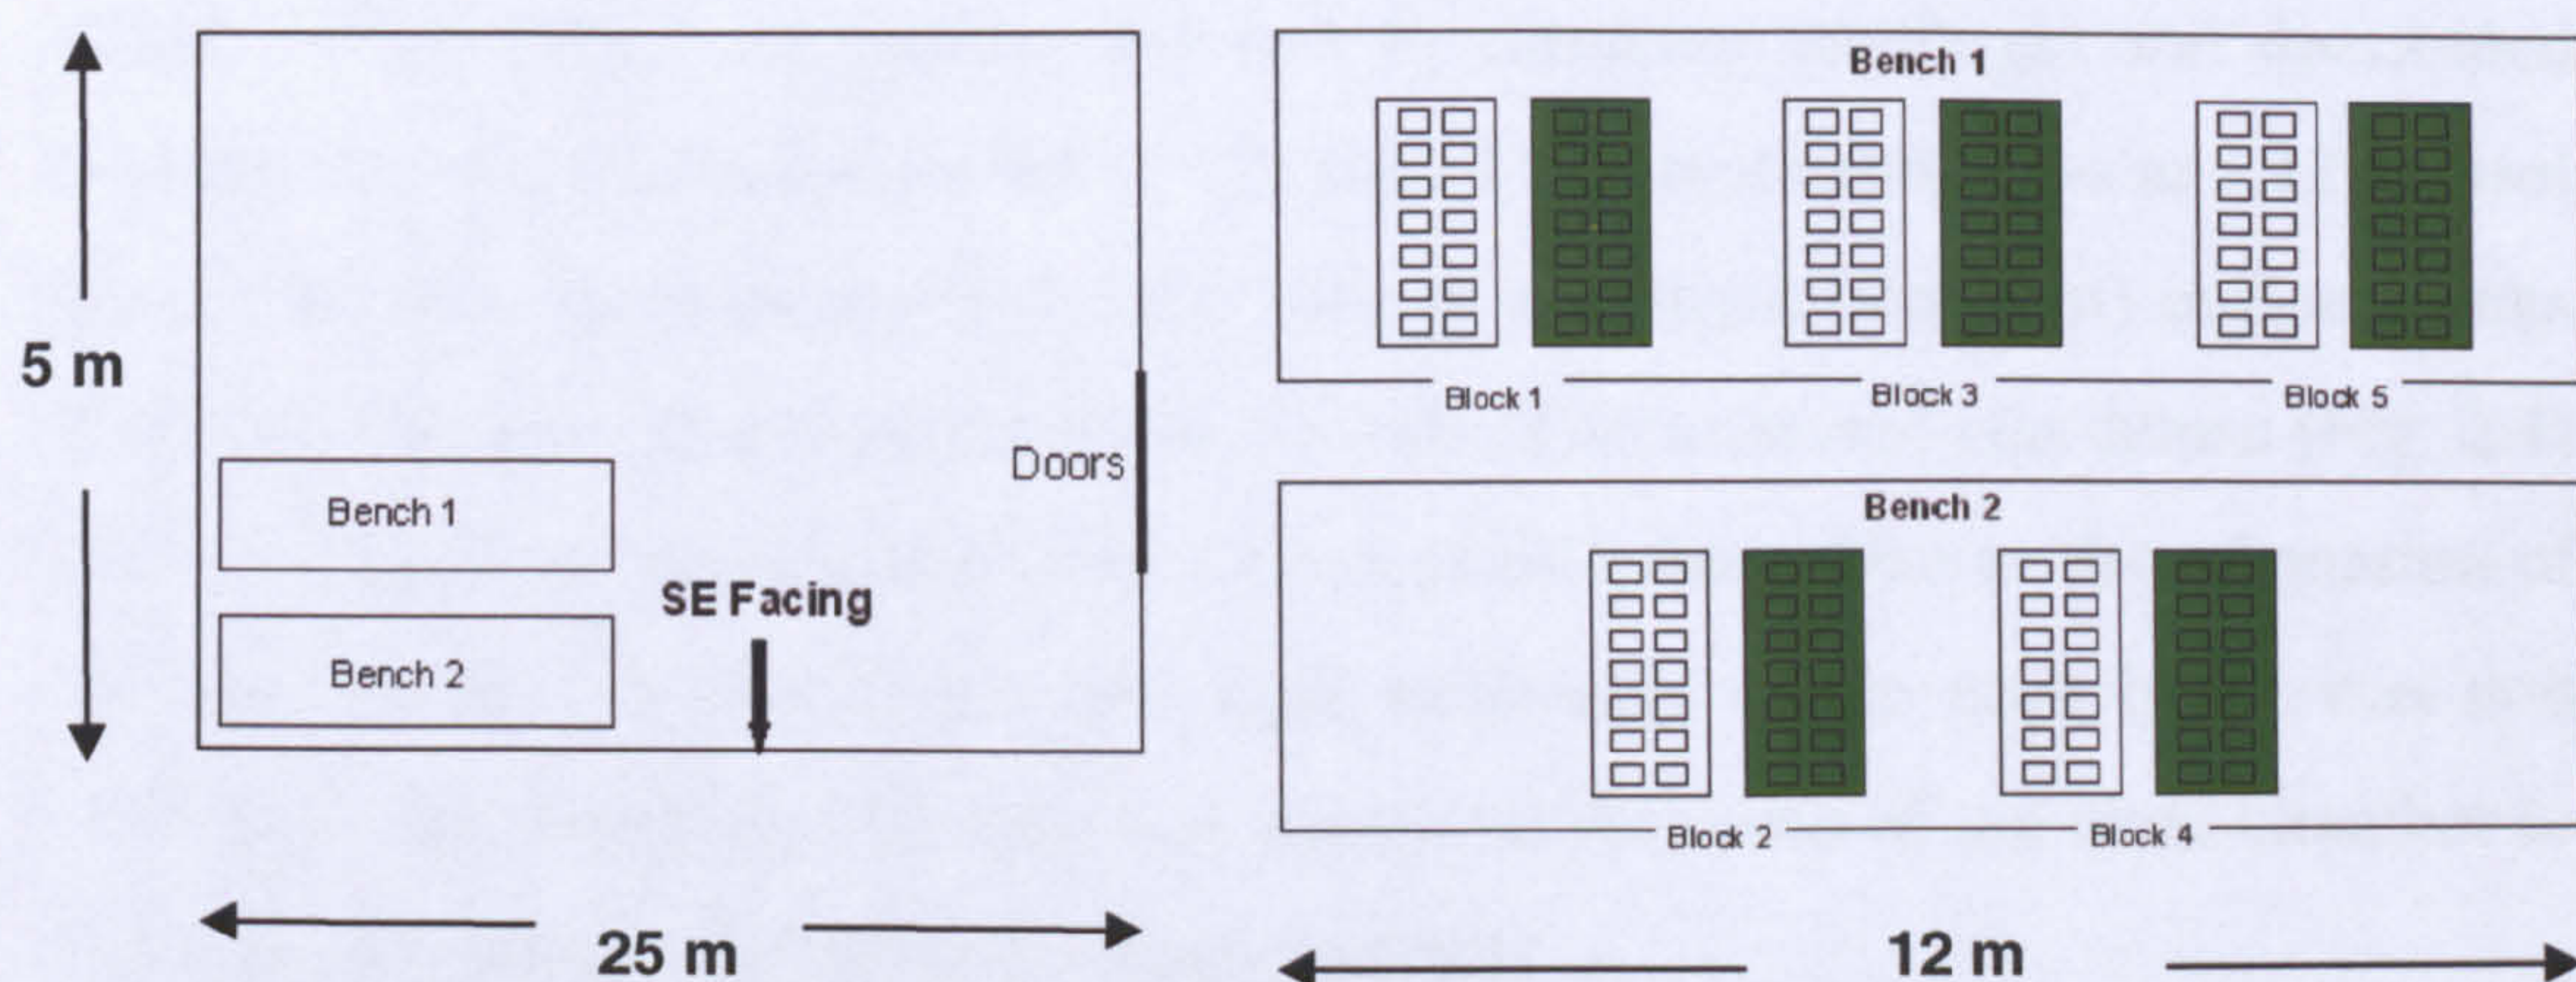 5 m
Bench 1
Bench 2
SE Facing
Doors
25 m
Bench 1
Block 1
Block 3
Block 5
Bench 2
Block 2
Block 4
12 m